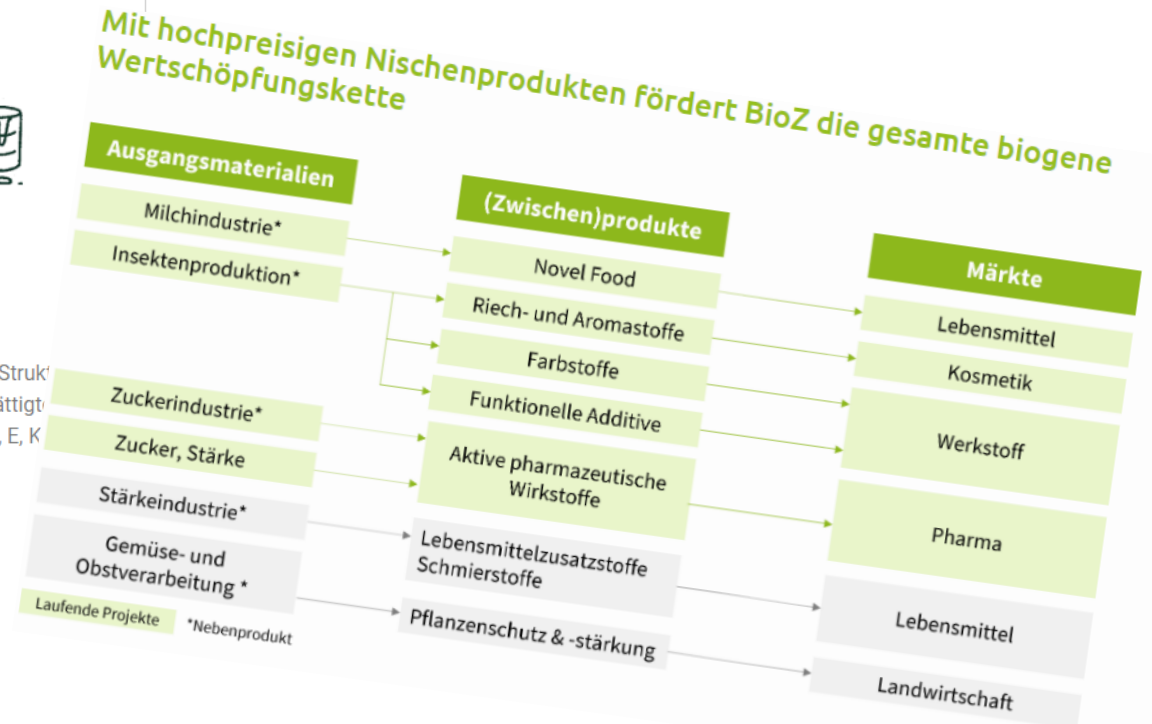 Mit hochpreisigen Nischenprodukten fördert BioZ die gesamte biogene
Wertschöpfungskette
Ausgangsmaterialien
Milchindustrie*
Insektenproduktion*
Zuckerindustrie*
Zucker, Stärke
Stärkeindustrie*
Gemüse- und
Obstverarbeitung *
Laufende Projekte
*Nebenprodukt
(Zwischen)produkte
Novel Food
Riech- und Aromastoffe
Farbstoffe
Funktionelle Additive
Aktive pharmazeutische
Wirkstoffe
Lebensmittelzusatzstoffe
Schmierstoffe
Pflanzenschutz & -stärkung
Märkte
Lebensmittel
Kosmetik
Werkstoff
Pharma
Lebensmittel
Landwirtschaft